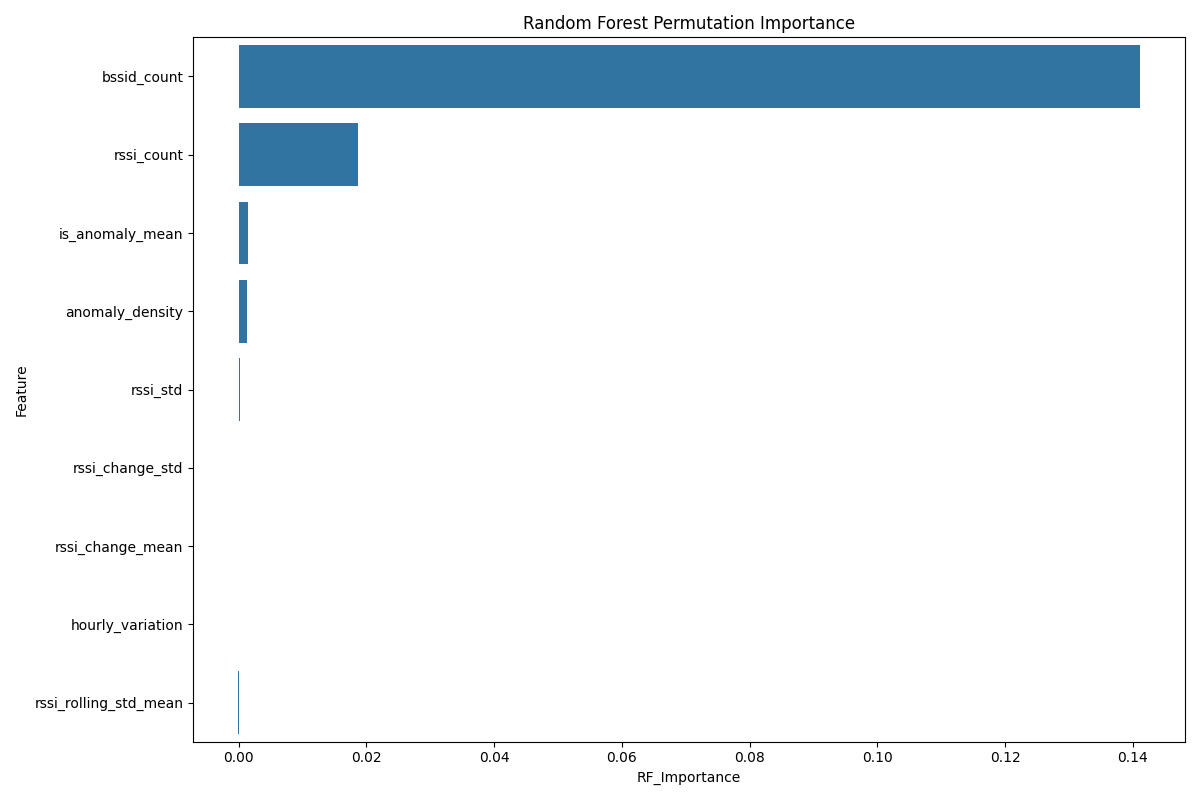 Random Forest Permutation Importance
bssid_count
rssi_count
is_anomaly_mean
anomaly_density
rssi_std
rssi_change_std
rssi_change_mean
hourly_variation
rssi_rolling_std_mean
Feature
0.00 0.02 0.04 0.06 0.08 0.10 0.12 0.14
RF_Importance